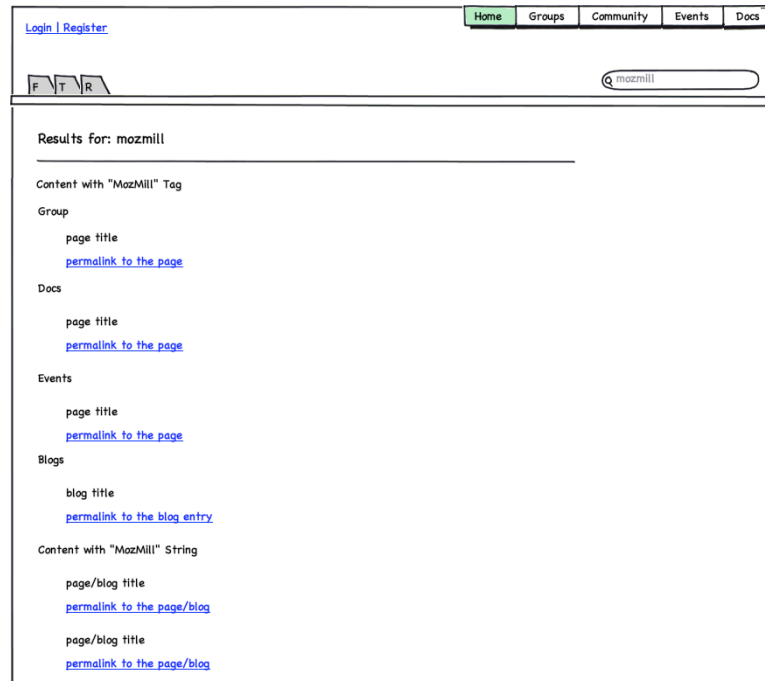 Login | Register
Home Groups Community Events Docs
F T R
mozmill
Results for: mozmill
Content with "MozMill" Tag
Group
page title
permalink to the page
Docs
page title
permalink to the page
Events
page title
permalink to the page
Blogs
blog title
permalink to the blog entry
Content with "MozMill" String
page/blog title
permalink to the page/blog
page/blog title
permalink to the page/blog